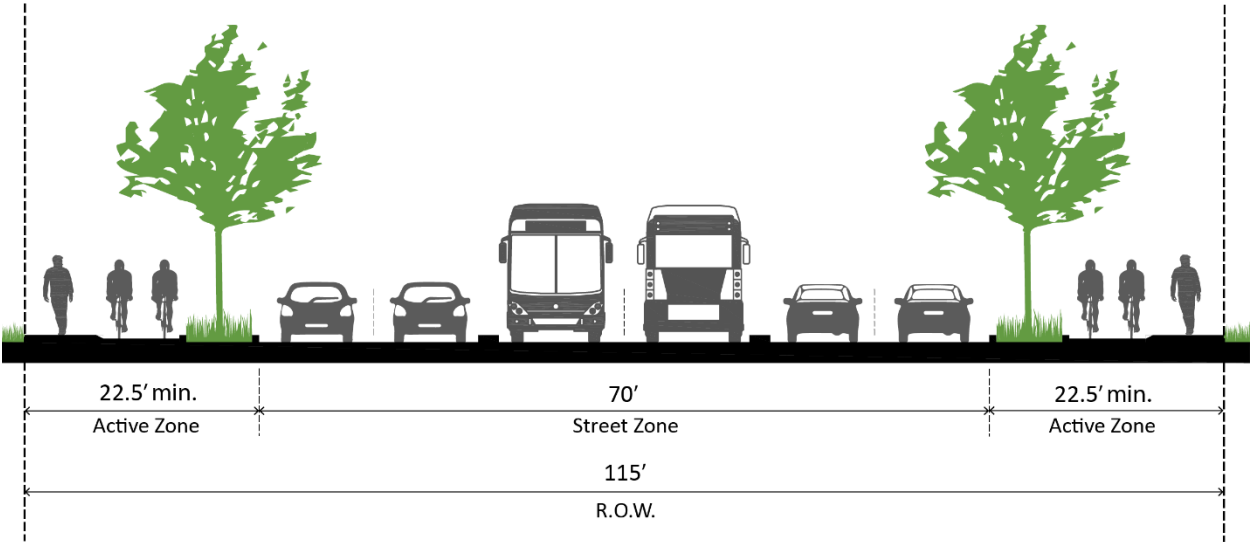 22.5’ min.
Active Zone
70’
Street Zone
22.5’ min.
Active Zone
115’
R.O.W.